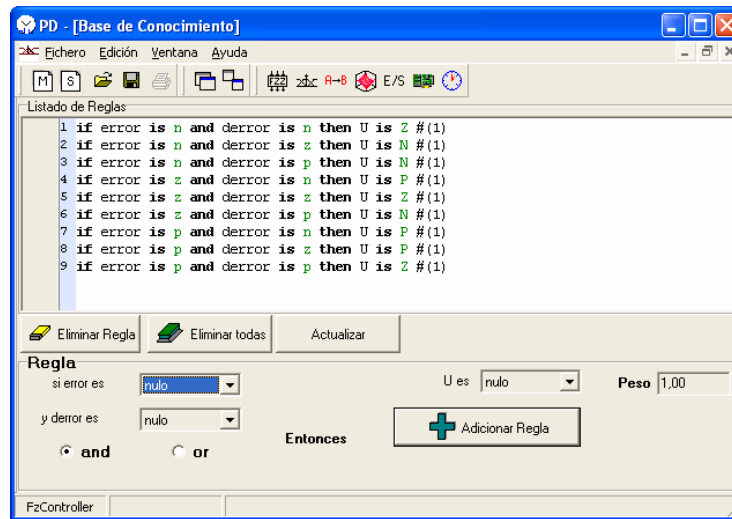 PD - [Base de Conocimiento]
Fichero Edición Ventana Ayuda
M S F22 A→B E/S
Listado de Reglas
1 if error is n and derror is n then U is Z #(1)
2 if error is n and derror is z then U is N #(1)
3 if error is n and derror is p then U is N #(1)
4 if error is z and derror is n then U is P #(1)
5 if error is z and derror is z then U is Z #(1)
6 if error is z and derror is p then U is N #(1)
7 if error is p and derror is n then U is P #(1)
8 if error is p and derror is z then U is P #(1)
9 if error is p and derror is p then U is Z #(1)
Eliminar Regla Eliminar todas Actualizar
Regla
si error es nulo U es nulo Peso 1,00
y derror es nulo
and or Entonces Adicionar Regla
FzController